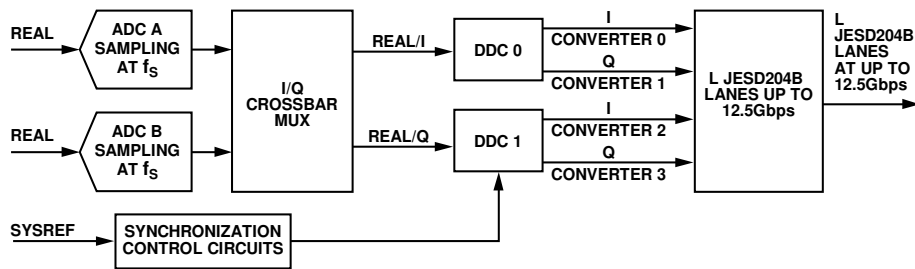 REAL
ADC A
SAMPLING
AT fS
I/Q
CROSSBAR
MUX
REAL/I
DDC 0
I
CONVERTER 0
Q
CONVERTER 1
L JESD204B
LANES UP TO
12.5Gbps
L
JESD204B
LANES
AT UP TO
12.5Gbps
REAL
ADC B
SAMPLING
AT fS
REAL/Q
DDC 1
I
CONVERTER 2
Q
CONVERTER 3
SYSREF
SYNCHRONIZATION
CONTROL CIRCUITS